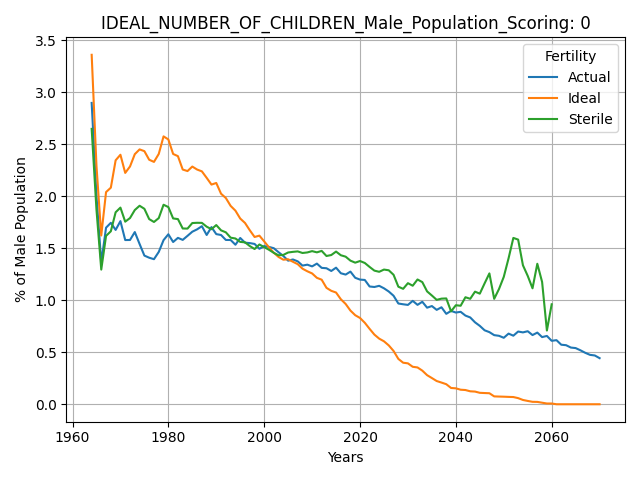 IDEAL_NUMBER_OF_CHILDREN_Male_Population_Scoring: 0
Fertility
Actual
Ideal
Sterile
% of Male Population
3.5
3.0
2.5
2.0
1.5
1.0
0.5
0.0
1960 1980 2000 2020 2040 2060
Years